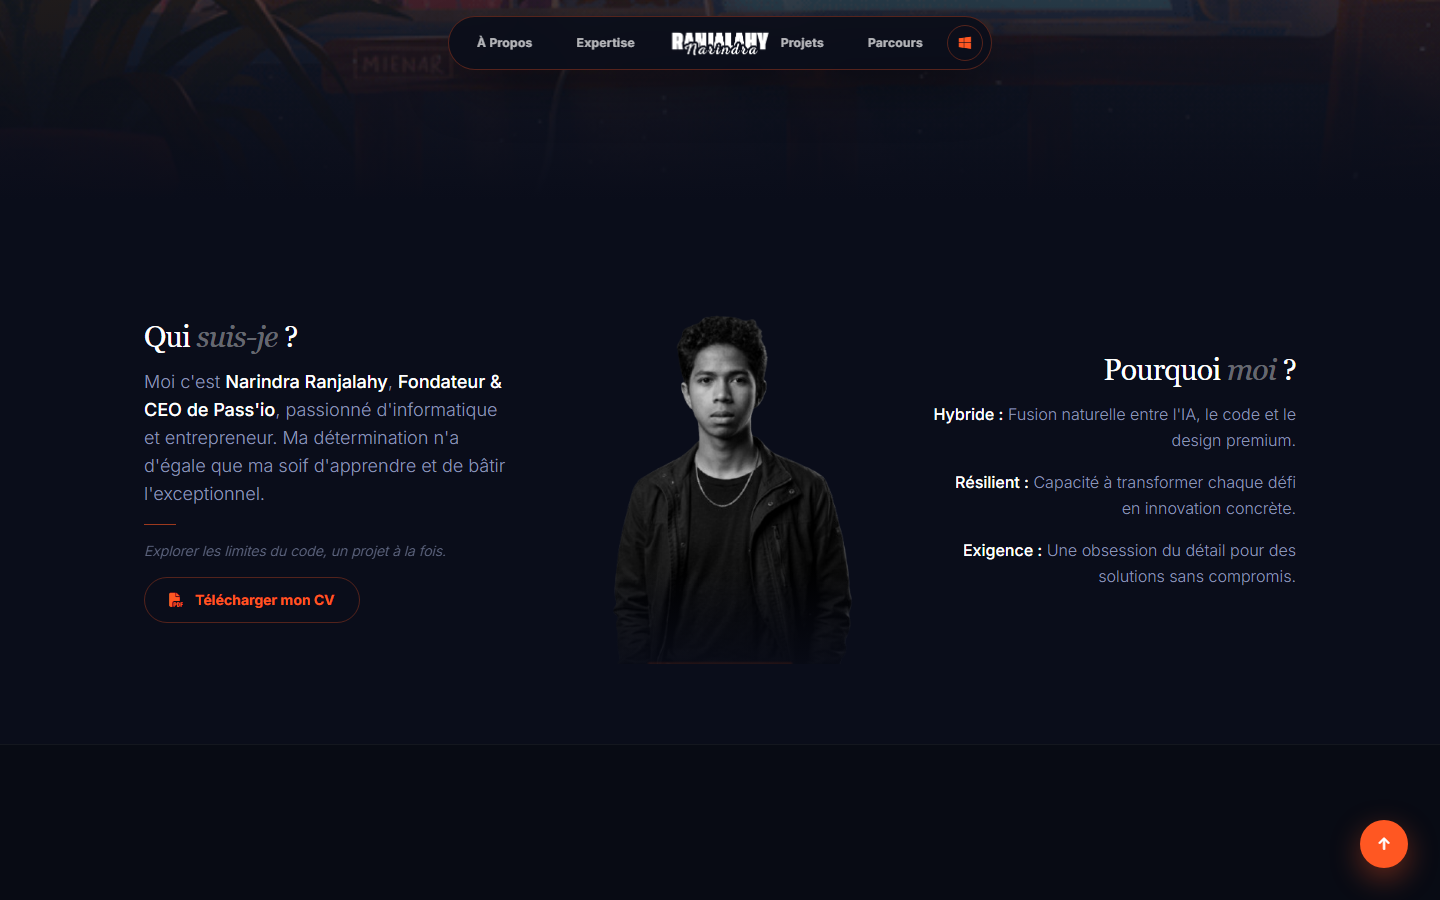 À Propos
Expertise
RANJALAHY
Narindra
Projets
Parcours
MIENAR
Qui suis-je ?
Moi c'est Narindra Ranjalahy, Fondateur &
CEO de Pass'io, passionné d'informatique
et entrepreneur. Ma détermination n'a
d'égale que ma soif d'apprendre et de bâtir
l'exceptionnel.
Explorer les limites du code, un projet à la fois.
PDF
Télécharger mon CV
Pourquoi moi ?
Hybride : Fusion naturelle entre l'IA, le code et le
design premium.
Résilient : Capacité à transformer chaque défi
en innovation concrète.
Exigence : Une obsession du détail pour des
solutions sans compromis.